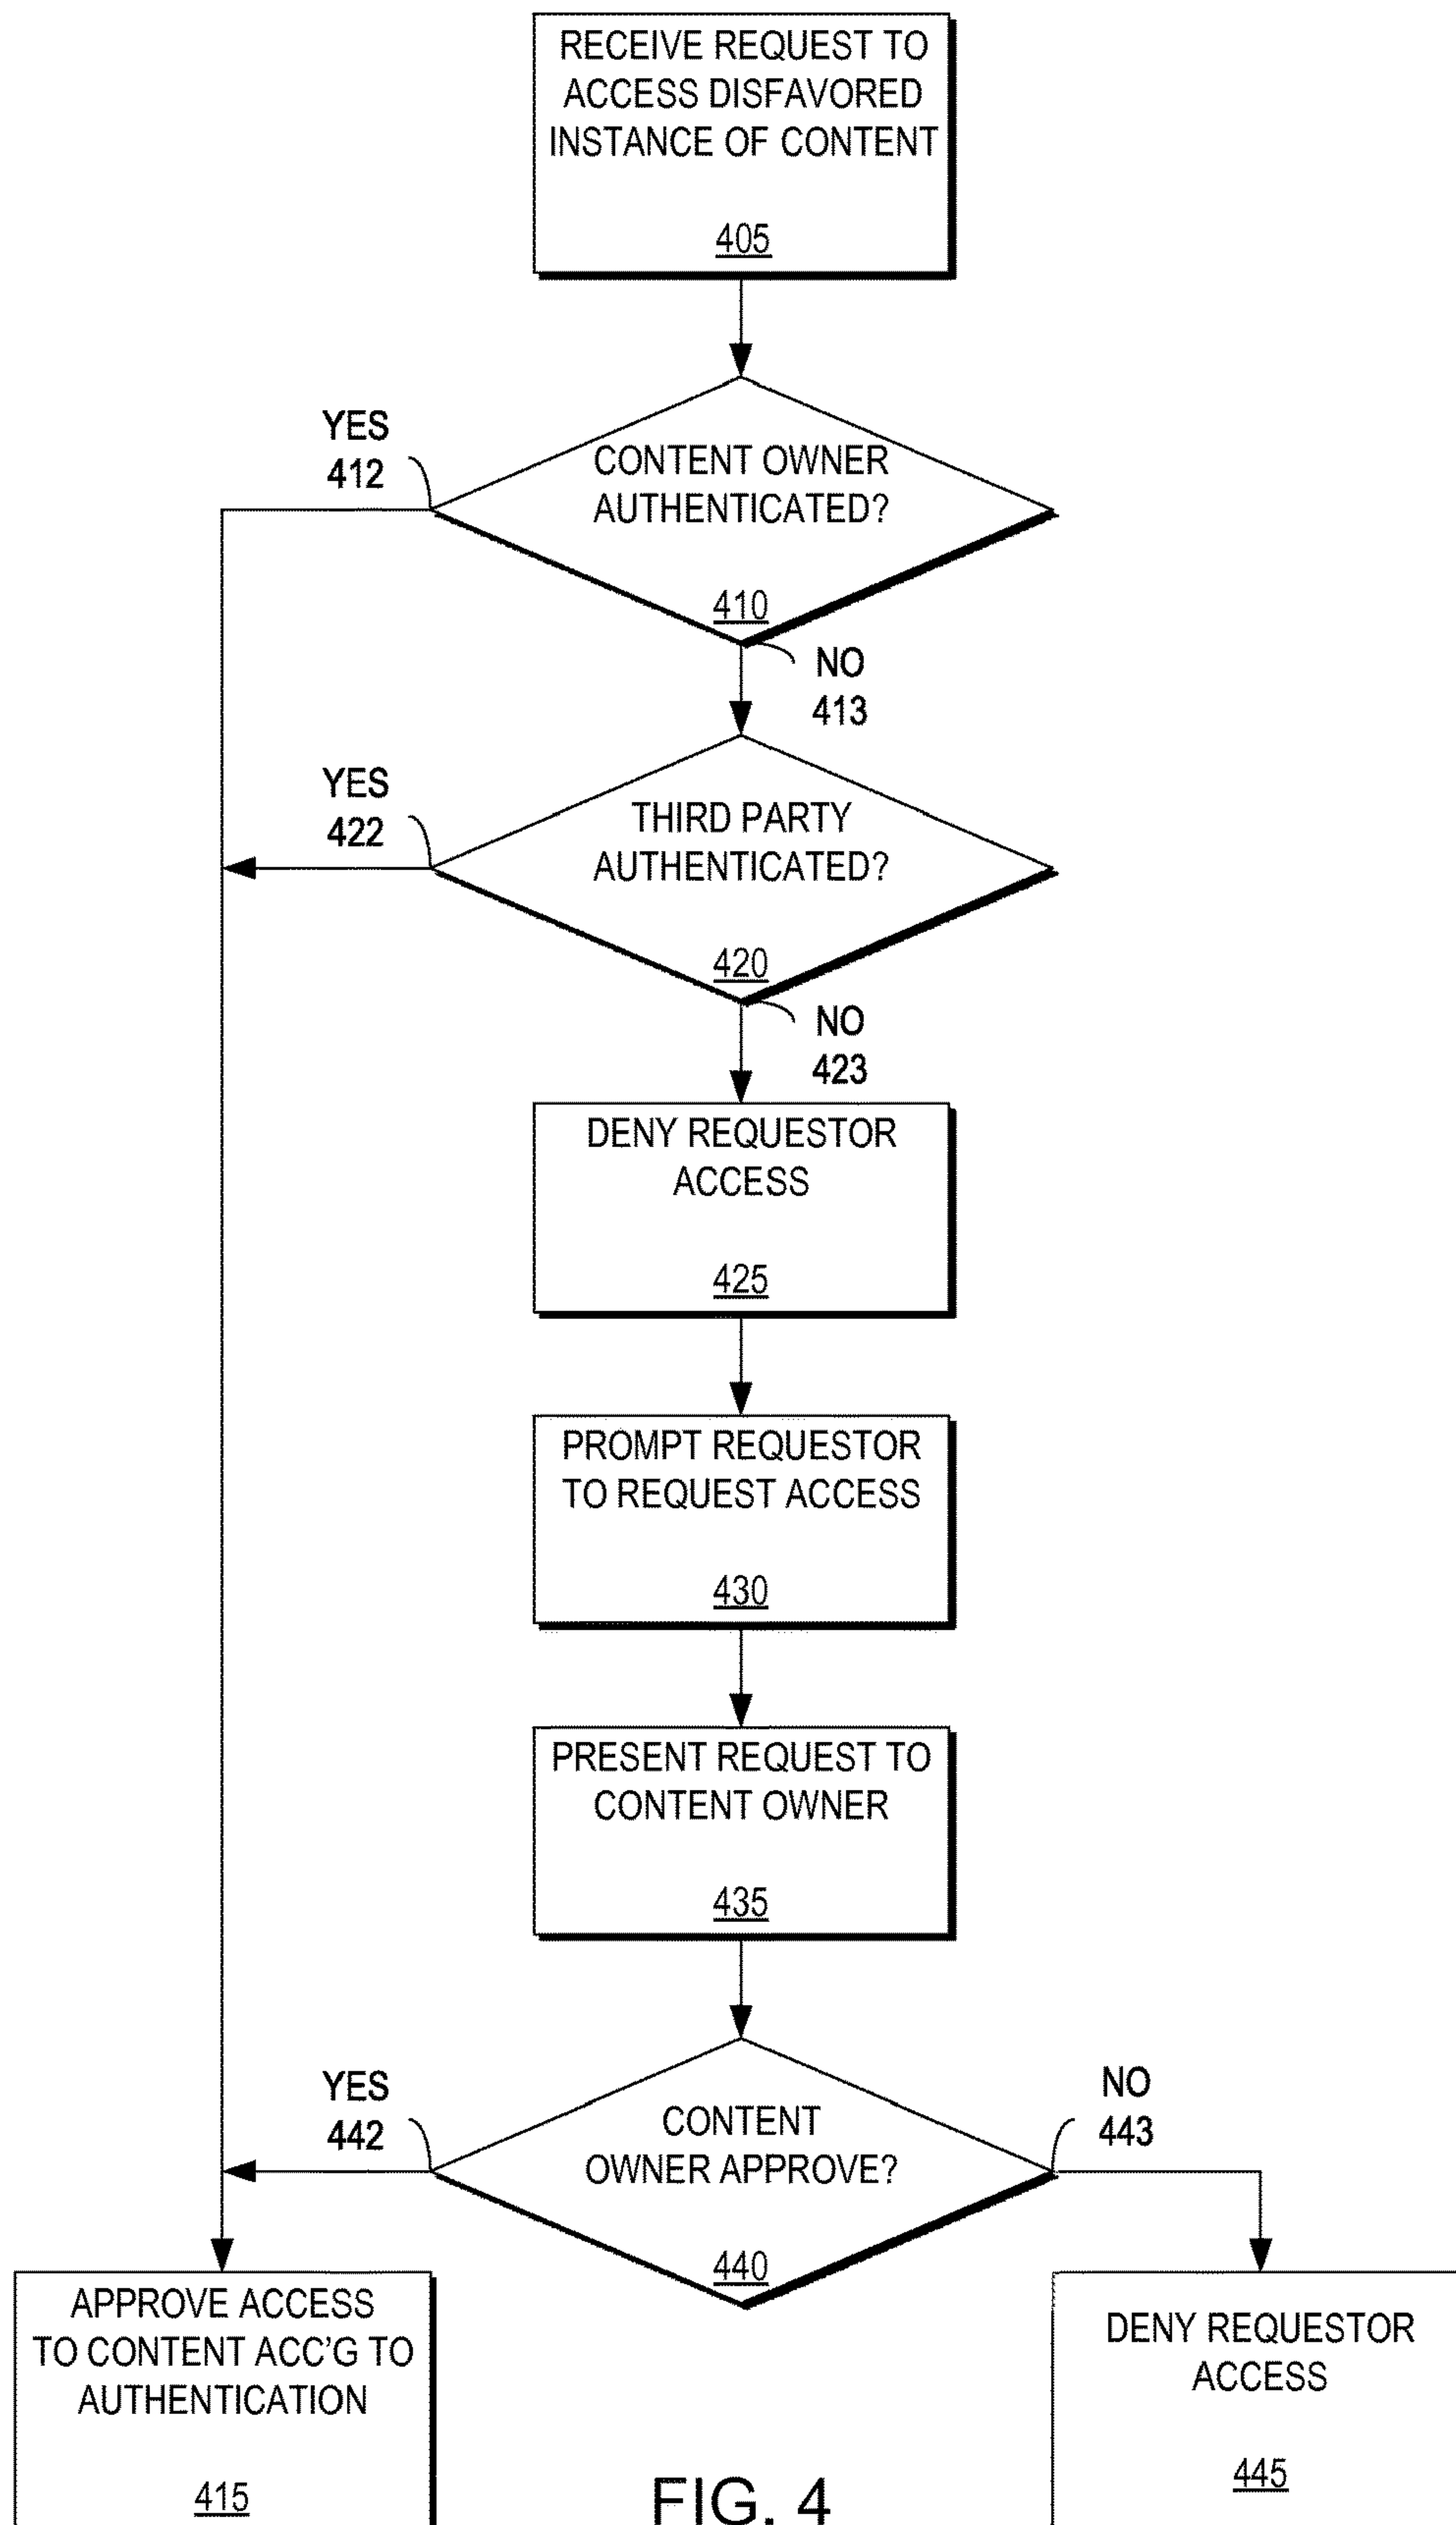 RECEIVE REQUEST TO
ACCESS DISFAVORED
INSTANCE OF CONTENT
405
YES
412
CONTENT OWNER
AUTHENTICATED?
410
NO
413
YES
422
THIRD PARTY
AUTHENTICATED?
420
NO
423
DENY REQUESTOR
ACCESS
425
PROMPT REQUESTOR
TO REQUEST ACCESS
430
PRESENT REQUEST TO
CONTENT OWNER
435
YES
442
CONTENT
OWNER APPROVE?
440
NO
443
APPROVE ACCESS
TO CONTENT ACC'G TO
AUTHENTICATION
415
DENY REQUESTOR
ACCESS
445
FIG. 4